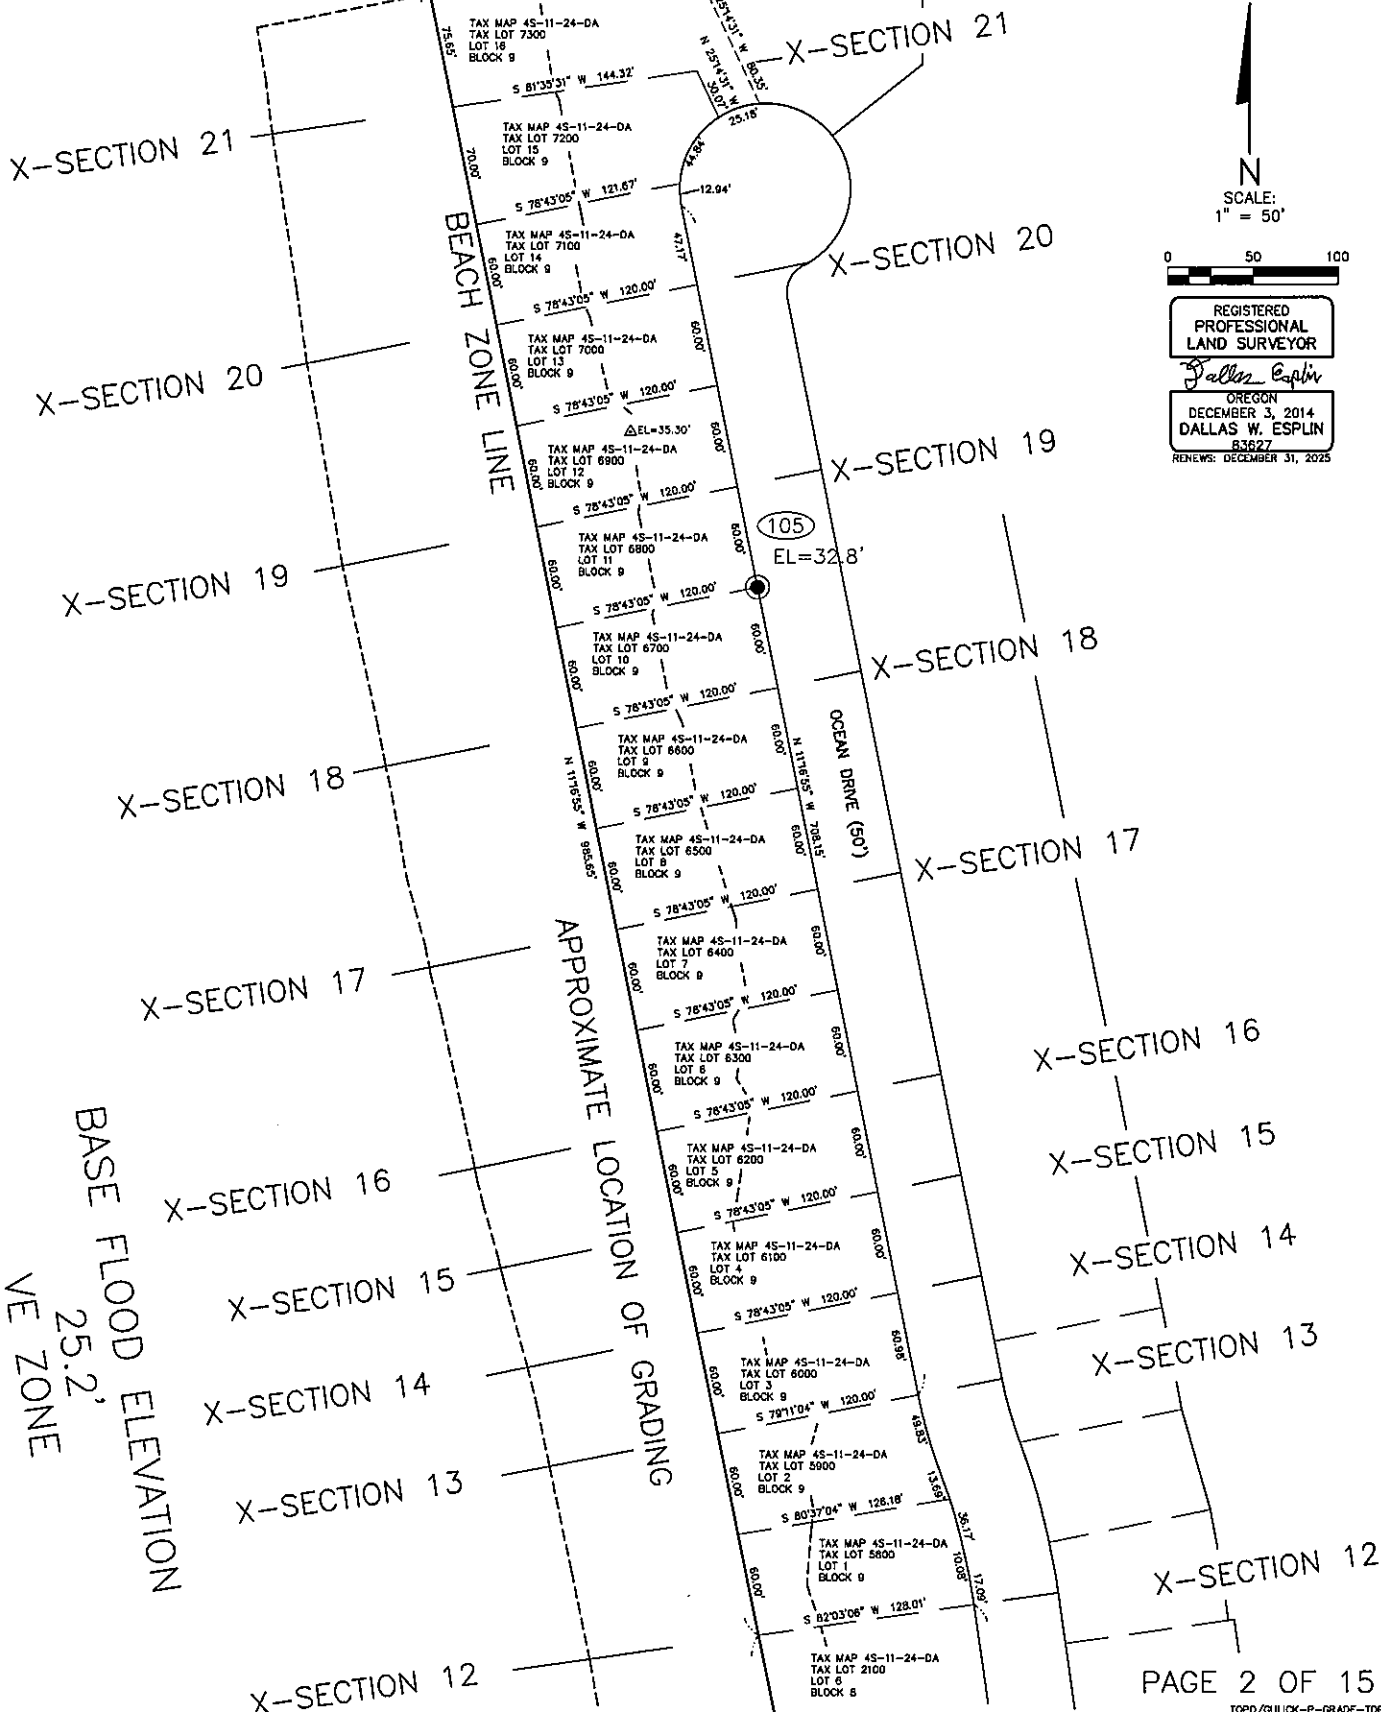 75.65'
TAX MAP 4S-11-24-DA
TAX LOT 7300
LOT 16
BLOCK 9
N 25°14'31" W 80.35'
N 25°14'31" W
30.07'
X-SECTION 21
S 81°35'31" W 144.32'
25.18'
44.84'
X-SECTION 21
TAX MAP 4S-11-24-DA
TAX LOT 7200
LOT 15
BLOCK 9
70.00'
S 78°43'05" W 121.67'
12.94'
N
SCALE:
1" = 50'
0 50 100
TAX MAP 4S-11-24-DA
TAX LOT 7100
LOT 14
BLOCK 9
60.00'
47.17'
X-SECTION 20
S 78°43'05" W 120.00'
REGISTERED
PROFESSIONAL
LAND SURVEYOR
Dallas Esplin
OREGON
DECEMBER 3, 2014
DALLAS W. ESPLIN
83627
RENEWS: DECEMBER 31, 2025
BEACH ZONE LINE
TAX MAP 4S-11-24-DA
TAX LOT 7000
LOT 13
BLOCK 9
60.00'
60.00'
X-SECTION 20
S 78°43'05" W 120.00'
EL=35.30'
TAX MAP 4S-11-24-DA
TAX LOT 6900
LOT 12
BLOCK 9
60.00'
60.00'
X-SECTION 19
S 78°43'05" W 120.00'
105
EL=32.8'
TAX MAP 4S-11-24-DA
TAX LOT 6800
LOT 11
BLOCK 9
60.00'
60.00'
X-SECTION 19
S 78°43'05" W 120.00'
TAX MAP 4S-11-24-DA
TAX LOT 6700
LOT 10
BLOCK 9
60.00'
60.00'
X-SECTION 18
S 78°43'05" W 120.00'
OCEAN DRIVE (50')
TAX MAP 4S-11-24-DA
TAX LOT 6600
LOT 9
BLOCK 9
60.00'
60.00'
N 11°16'55" W 985.65'
N 11°16'55" W 708.15'
X-SECTION 18
S 78°43'05" W 120.00'
TAX MAP 4S-11-24-DA
TAX LOT 6500
LOT 8
BLOCK 9
60.00'
60.00'
X-SECTION 17
S 78°43'05" W 120.00'
APPROXIMATE LOCATION OF GRADING
TAX MAP 4S-11-24-DA
TAX LOT 6400
LOT 7
BLOCK 9
60.00'
60.00'
X-SECTION 17
S 78°43'05" W 120.00'
TAX MAP 4S-11-24-DA
TAX LOT 6300
LOT 6
BLOCK 9
60.00'
60.00'
X-SECTION 16
S 78°43'05" W 120.00'
TAX MAP 4S-11-24-DA
TAX LOT 6200
LOT 5
BLOCK 9
60.00'
60.00'
X-SECTION 15
X-SECTION 16
S 78°43'05" W 120.00'
TAX MAP 4S-11-24-DA
TAX LOT 6100
LOT 4
BLOCK 9
60.00'
60.00'
X-SECTION 14
X-SECTION 15
S 78°43'05" W 120.00'
TAX MAP 4S-11-24-DA
TAX LOT 6000
LOT 3
BLOCK 9
60.00'
60.98'
X-SECTION 13
X-SECTION 14
S 79°11'04" W 120.00'
49.83'
TAX MAP 4S-11-24-DA
TAX LOT 5900
LOT 2
BLOCK 9
60.00'
13.69'
X-SECTION 13
S 80°37'04" W 126.18'
36.17'
TAX MAP 4S-11-24-DA
TAX LOT 5800
LOT 1
BLOCK 9
60.00'
10.08'
17.09'
X-SECTION 12
S 82°03'06" W 128.01'
BASE FLOOD ELEVATION
25.2'
VE ZONE
X-SECTION 12
TAX MAP 4S-11-24-DA
TAX LOT 2100
LOT 6
BLOCK 8
PAGE 2 OF 15